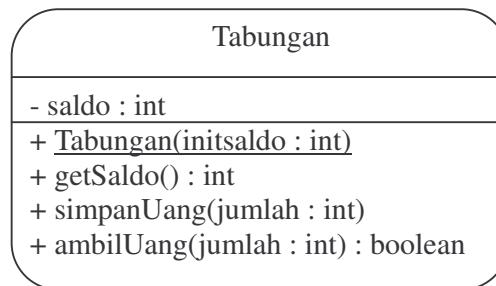 Tabungan
- saldo : int
+ Tabungan(initsaldo : int)
+ getSaldo() : int
+ simpanUang(jumlah : int)
+ ambilUang(jumlah : int) : boolean